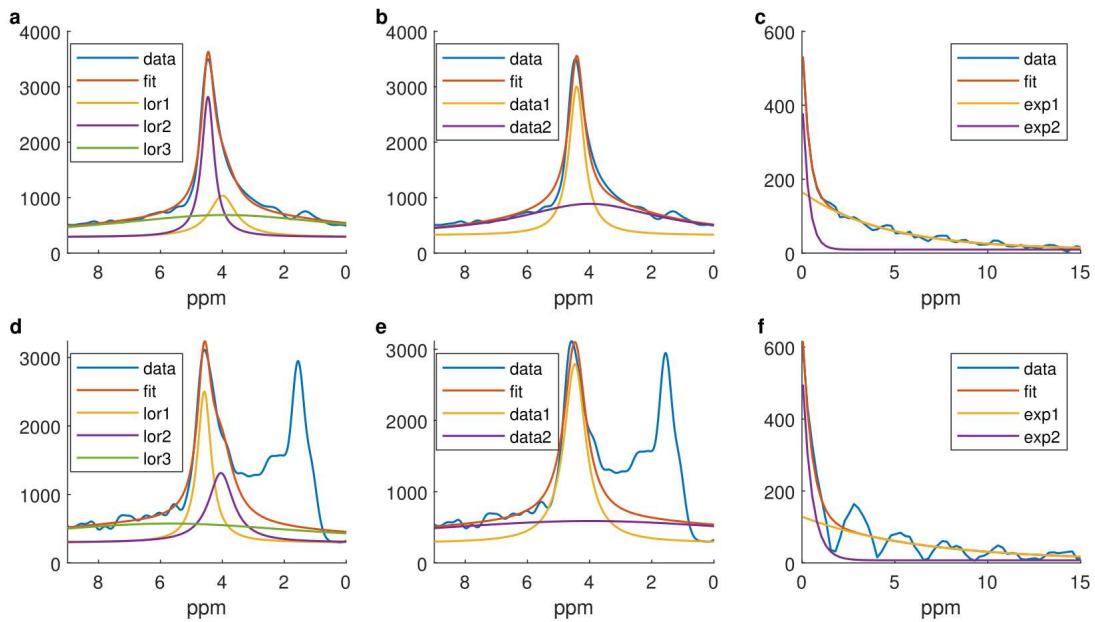 a
4000
3000
2000
1000
0
8 6 4 2 0
ppm
data
fit
lor1
lor2
lor3
b
4000
3000
2000
1000
0
8 6 4 2 0
ppm
data
fit
data1
data2
c
600
400
200
0
0 5 10 15
ppm
data
fit
exp1
exp2
d
3000
2000
1000
0
8 6 4 2 0
ppm
data
fit
lor1
lor2
lor3
e
3000
2000
1000
0
8 6 4 2 0
ppm
data
fit
data1
data2
f
600
400
200
0
0 5 10 15
ppm
data
fit
exp1
exp2